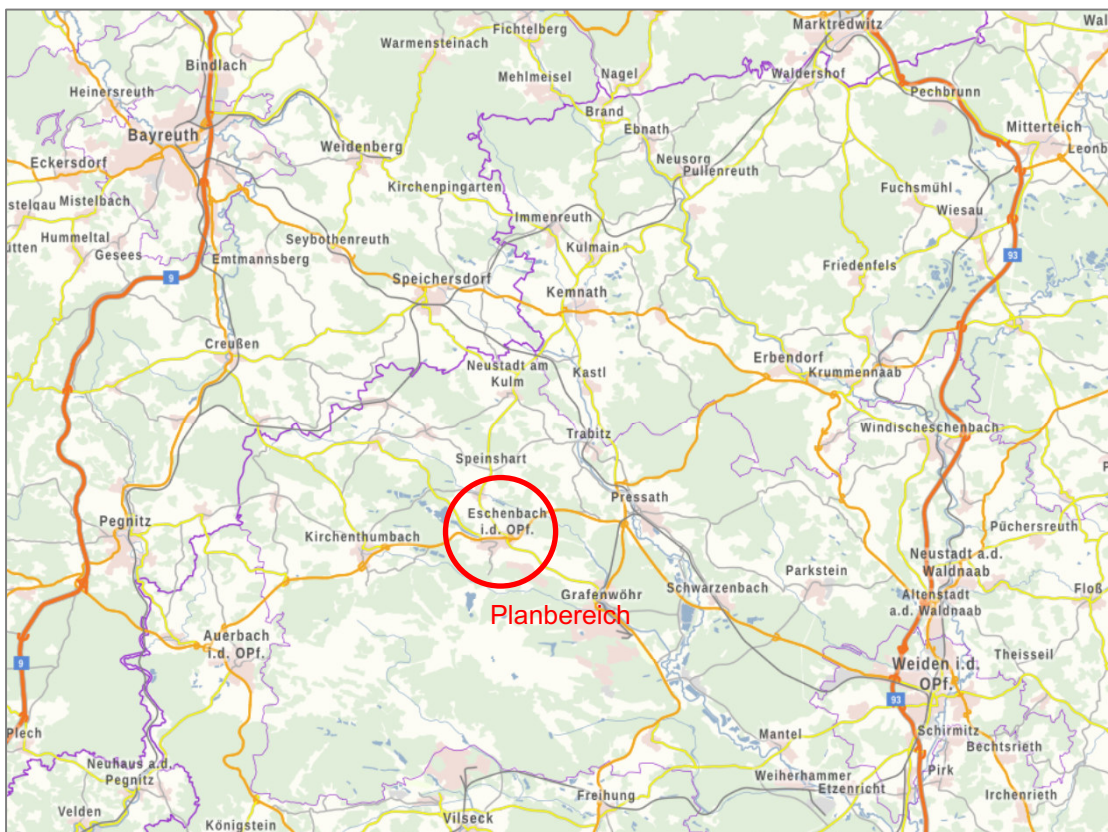 Fichtelberg
Marktredwitz
Warmensteinach
Bindlach
Mehlmeisel
Nagel
Waldershof
Heinersreuth
Pechbrunn
Brand
Bayreuth
Ebnath
Mitterteich
Weidenberg
Eckersdorf
Neusorg
Pullenreuth
Kirchenpingarten
Fuchsmühl
Mistelbach
Immenreuth
Wiesau
Hummeltal
Seybothenreuth
Kulmain
Gesees
Emtmannsberg
93
Friedenfels
9
Speichersdorf
Kemnath
Creußen
Erbendorf
Neustadt am
Kulm
Kastl
Krummennaab
Trabitz
Windischeschenbach
Speinshart
Pressath
Eschenbach
i.d. OPf.
Pegnitz
Kirchenthumbach
Püchersreuth
Neustadt a.d.
Waldnaab
Parkstein
Schwarzenbach
Grafenwöhr
Altenstadt
a.d. Waldnaab
Floß
Planbereich
Auerbach
i.d. OPf.
Theisseil
9
Weiden i.d.
OPf.
93
Plech
Mantel
Schirmitz
Bechtsrieth
Neuhaus a.d.
Pegnitz
Weiherhammer
Pirk
Etzenricht
Irchenrieth
Freihung
Velden
Königstein
Vilseck